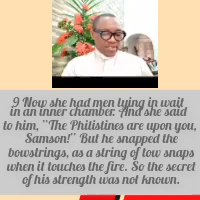 9 Now she had men lying in wait
in an inner chamber. And she said
to him, "The Philistines are upon you,
Samson!" But he snapped the
bowstrings, as a string of tow snaps
when it touches the fire. So the secret
of his strength was not known.